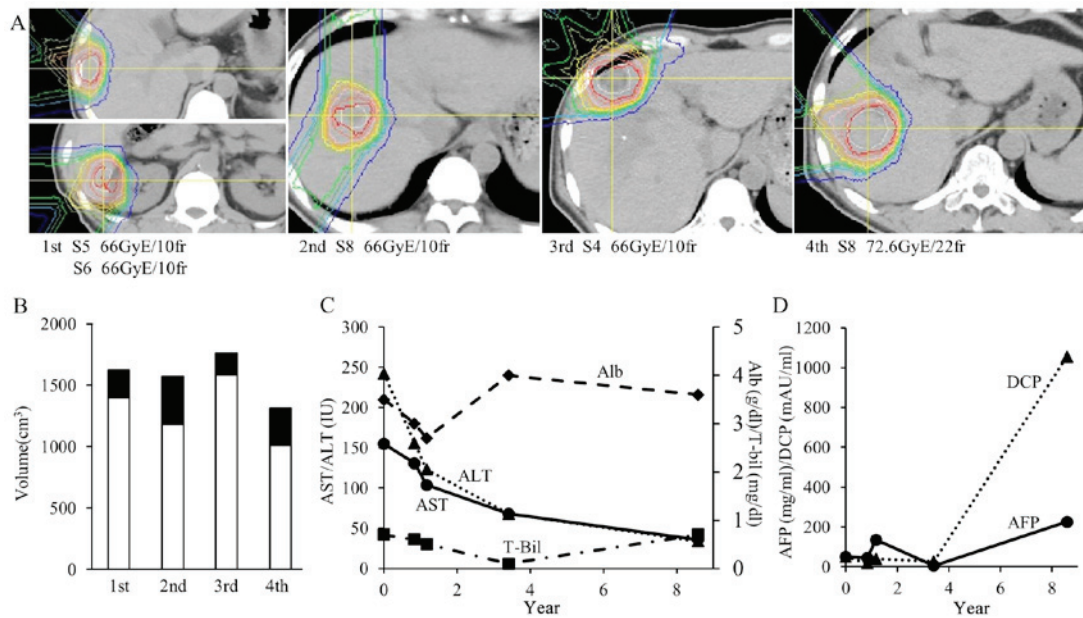 A
1st S5 66GyE/10fr
S6 66GyE/10fr
2nd S8 66GyE/10fr
3rd S4 66GyE/10fr
4th S8 72.6GyE/22fr
B
Volume(cm³)
2000
1500
1000
500
0
1st 2nd 3rd 4th
C
AST/ALT (IU)
300
250
200
150
100
50
0
Alb
ALT
AST
T-Bil
0 2 4 6 8
Year
5
4
3
2
1
0
Alb (g/dl)/T-bil (mg/dl)
D
AFP (mg/ml)/DCP (mAU/ml)
1000
800
600
400
200
0
DCP
AFP
0 2 4 6 8
Year